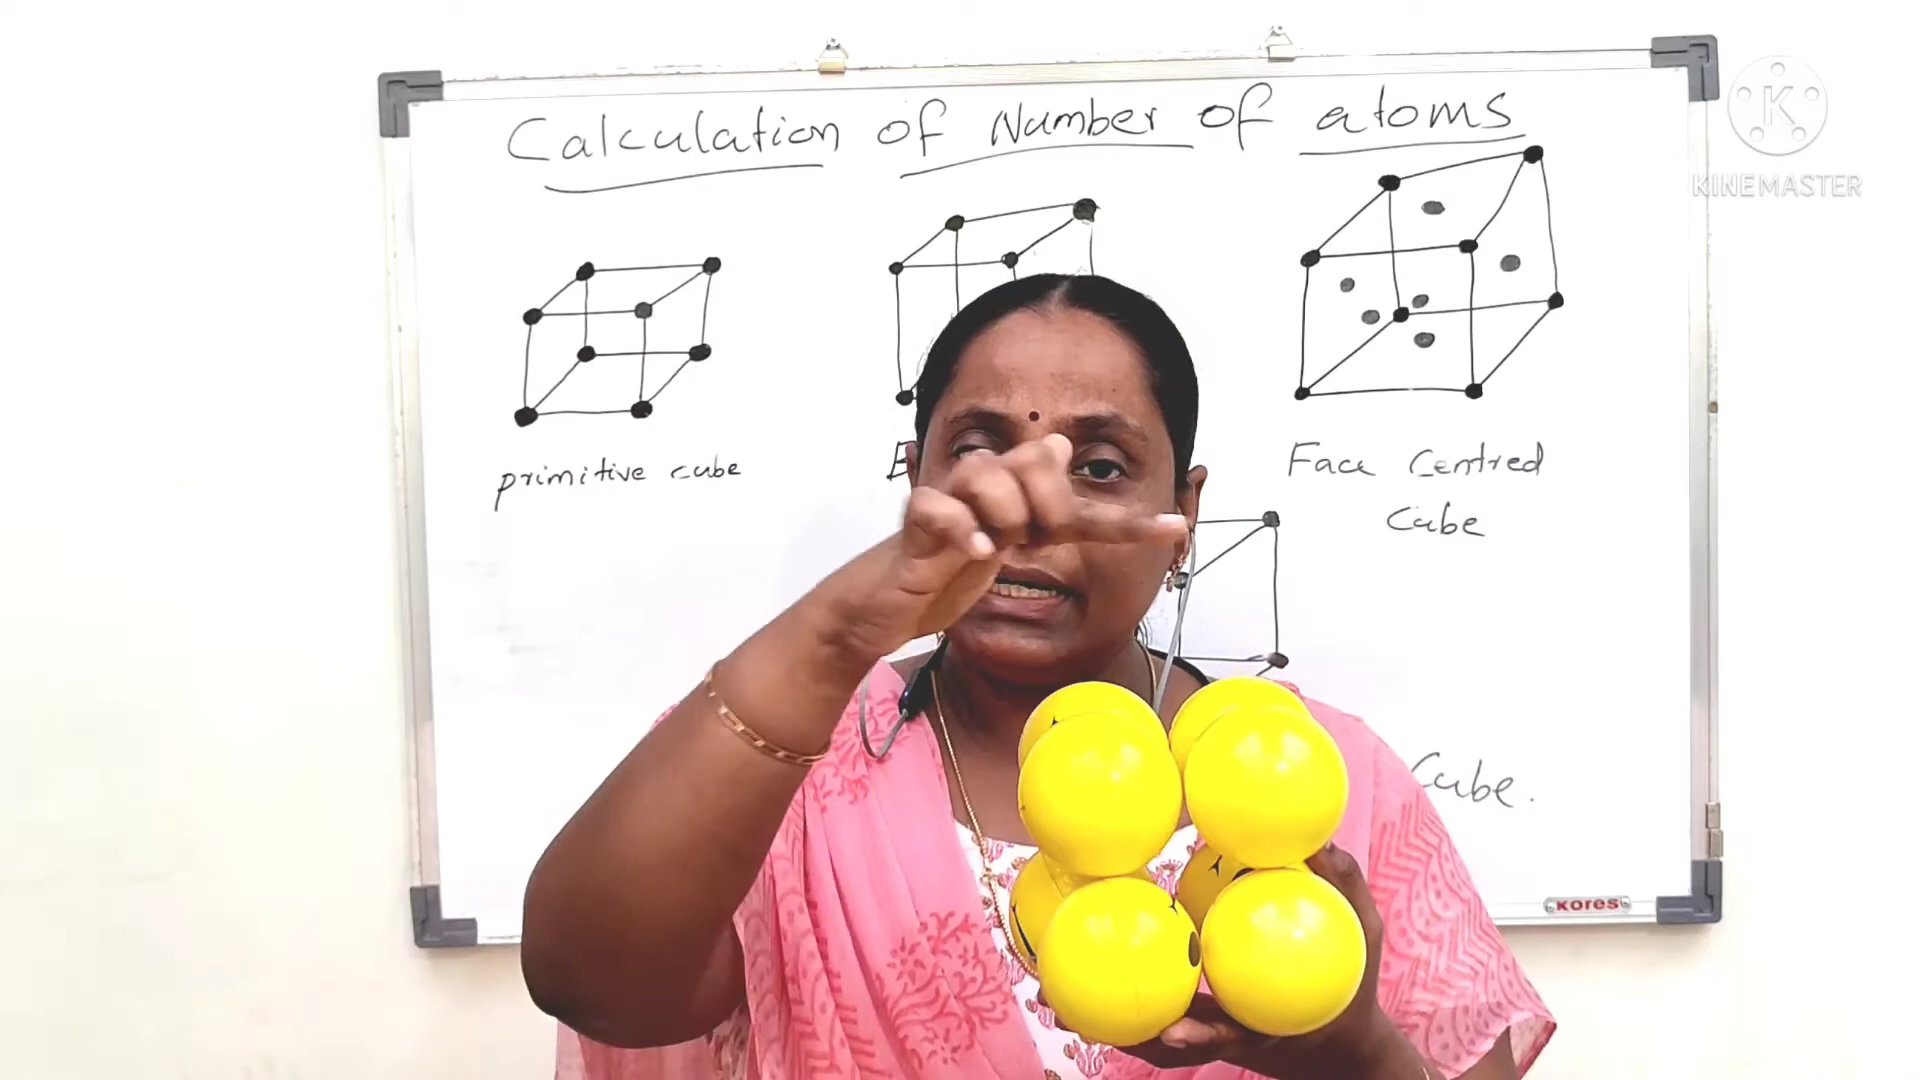 Calculation of Number of atoms
KINEMASTER
primitive cube
Face Centred
Cube
Cube.
KORES